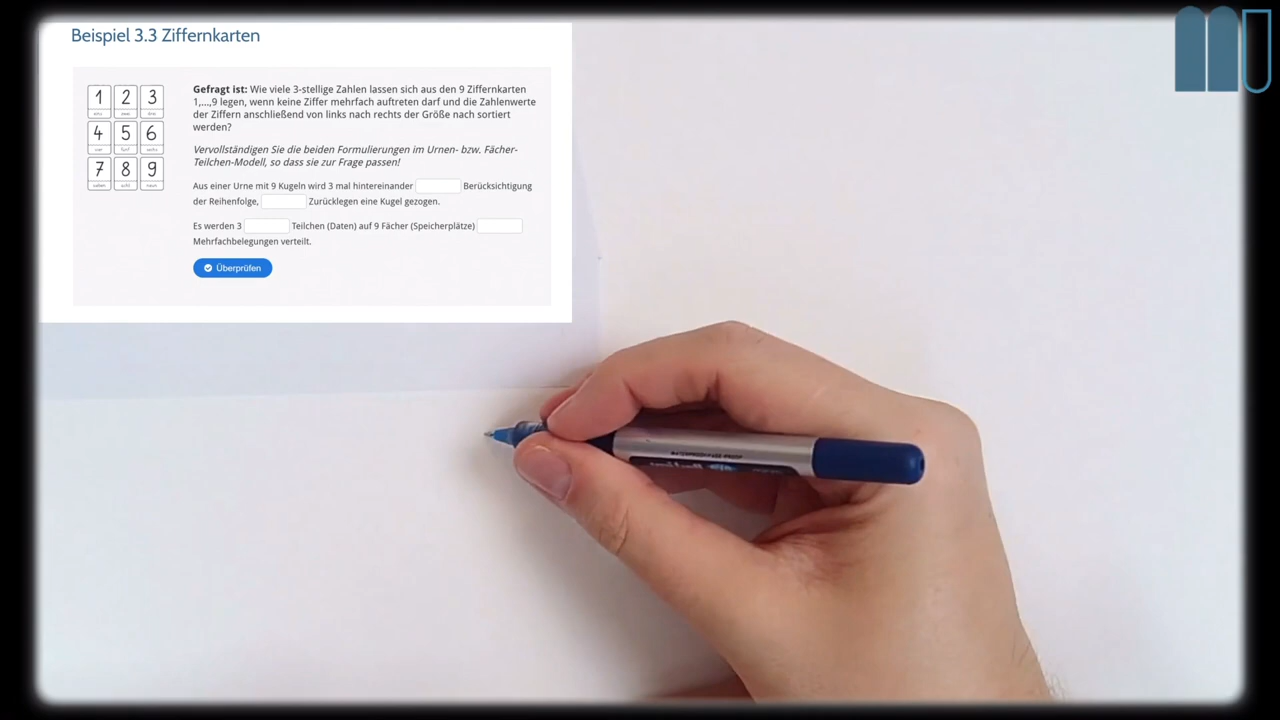 Beispiel 3.3 Ziffernkarten
1 2 3
4 5 6
7 8 9
Gefragt ist: Wie viele 3-stellige Zahlen lassen sich aus den 9 Ziffernkarten
1,...,9 legen, wenn keine Ziffer mehrfach auftreten darf und die Zahlenwerte
der Ziffern anschließend von links nach rechts der Größe nach sortiert
werden?
Vervollständigen Sie die beiden Formulierungen im Urnen- bzw. Fächer-
Teilchen-Modell, so dass sie zur Frage passen!
Aus einer Urne mit 9 Kugeln wird 3 mal hintereinander Berücksichtigung
der Reihenfolge, Zurücklegen eine Kugel gezogen.
Es werden 3 Teilchen (Daten) auf 9 Fächer (Speicherplätze)
Mehrfachbelegungen verteilt.
Überprüfen